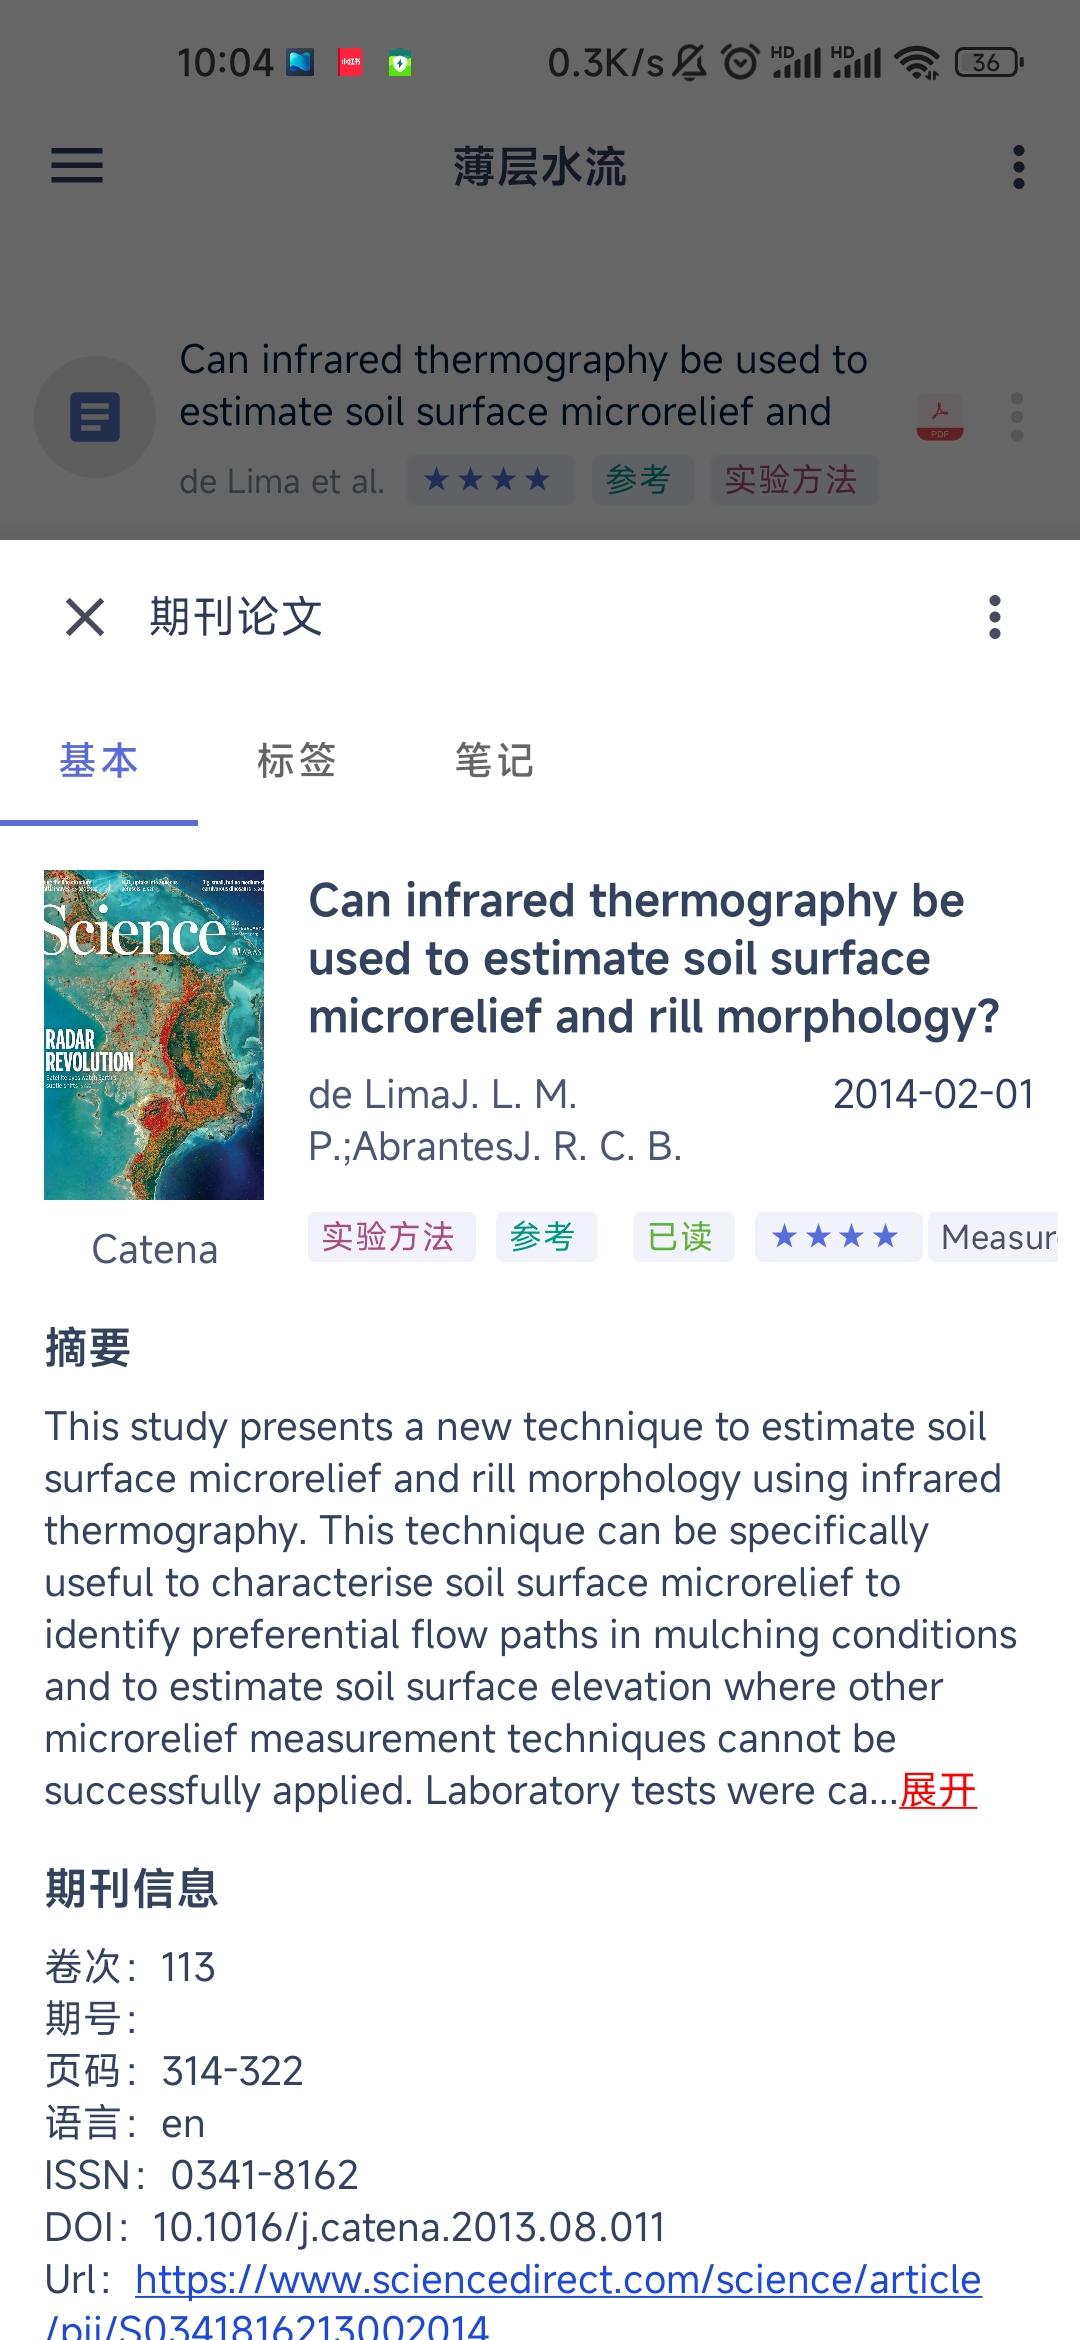 10:04 小红书 0.3K/s HD HD 36
薄层水流
Can infrared thermography be used to
estimate soil surface microrelief and
PDF
de Lima et al. ★★★★ 参考 实验方法
期刊论文
基本 标签 笔记
Science
RADAR
REVOLUTION
Catena
Can infrared thermography be
used to estimate soil surface
microrelief and rill morphology?
de LimaJ. L. M.
P.;AbrantesJ. R. C. B.
2014-02-01
实验方法 参考 已读 ★★★★ Measur
摘要
This study presents a new technique to estimate soil
surface microrelief and rill morphology using infrared
thermography. This technique can be specifically
useful to characterise soil surface microrelief to
identify preferential flow paths in mulching conditions
and to estimate soil surface elevation where other
microrelief measurement techniques cannot be
successfully applied. Laboratory tests were ca...展开
期刊信息
卷次：113
期号：
页码：314-322
语言：en
ISSN：0341-8162
DOI：10.1016/j.catena.2013.08.011
Url：https://www.sciencedirect.com/science/article
/pii/S0341816213002014